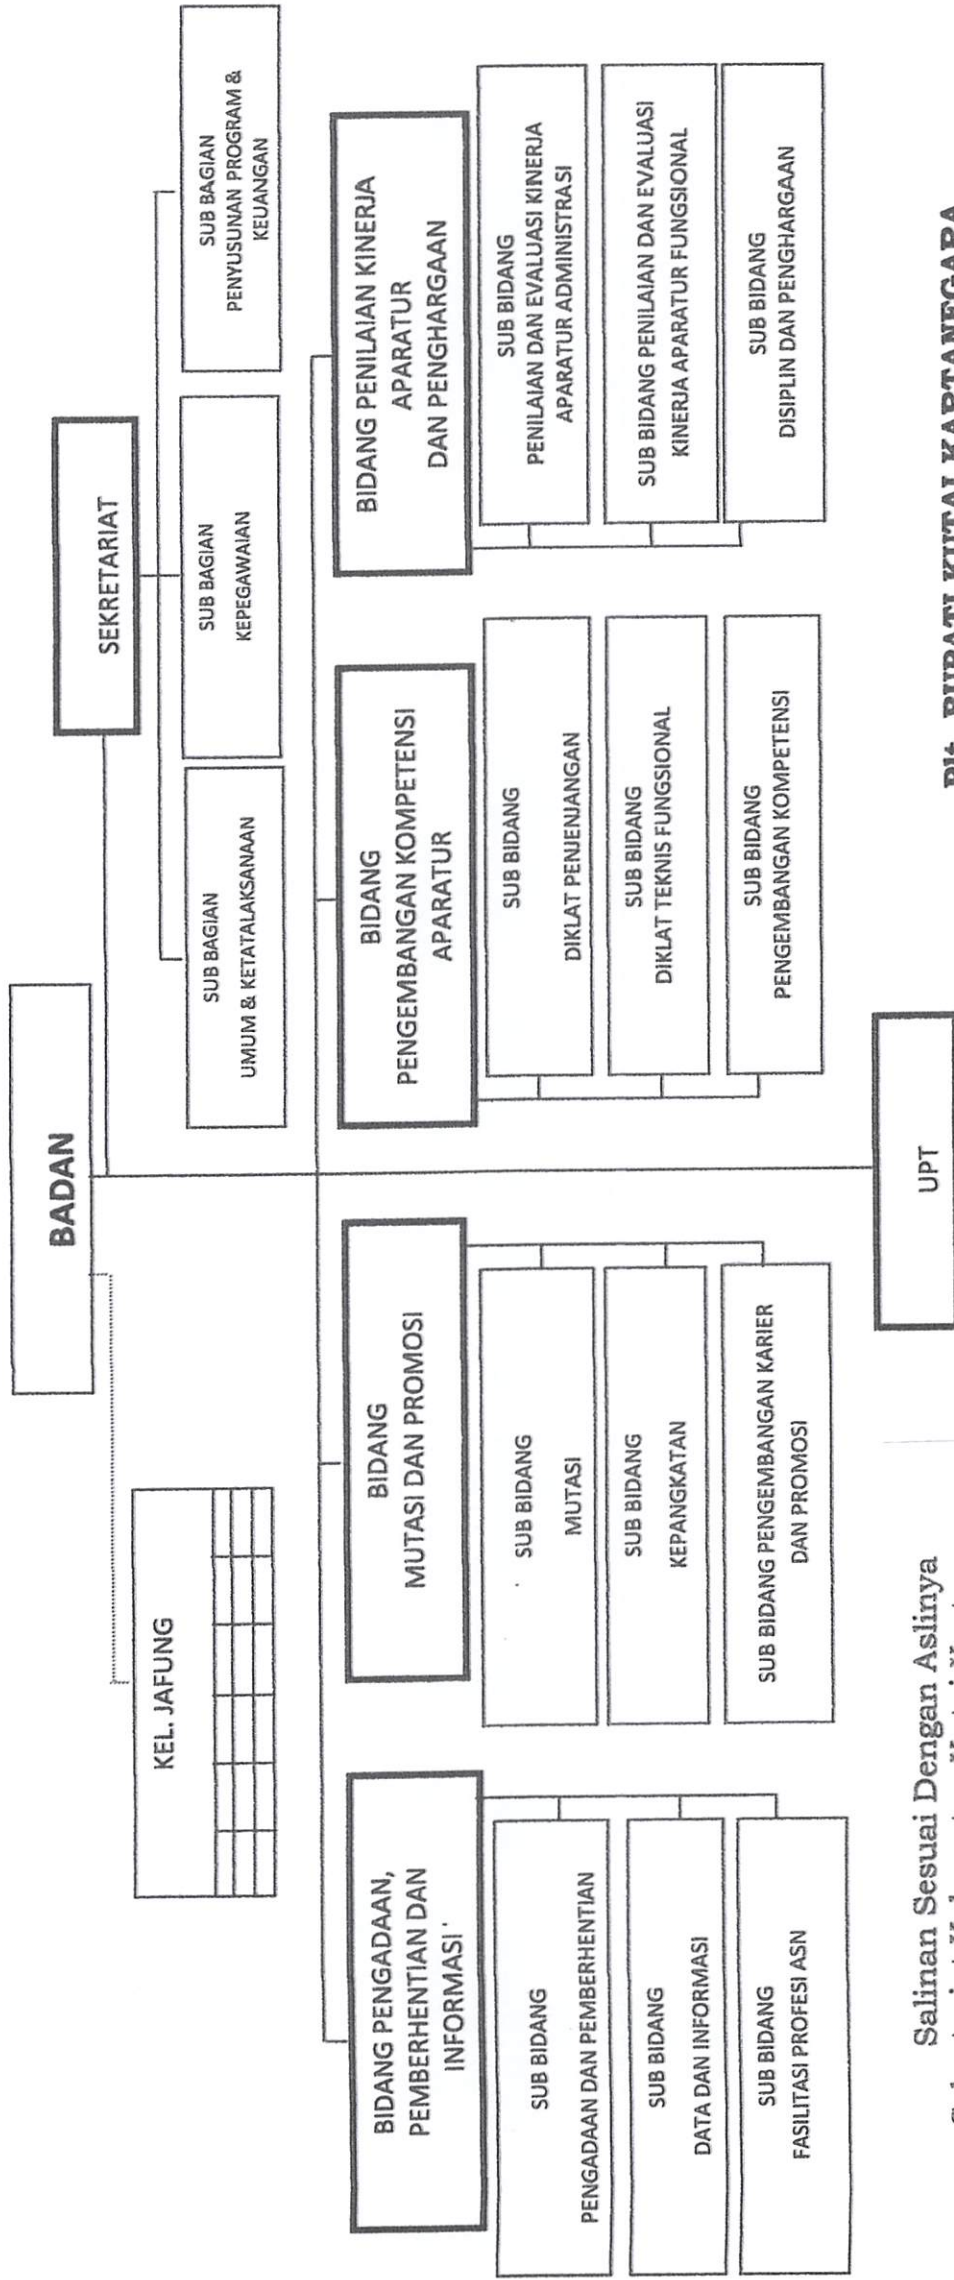 BADAN
KEL. JAFUNG
SEKRETARIAT
SUB BAGIAN
UMUM & KETATALAKSANAAN
SUB BAGIAN
KEPEGAWAIAN
SUB BAGIAN
PENYUSUNAN PROGRAM &
KEUANGAN
BIDANG PENGADAAN,
PEMBERHENTIAN DAN
INFORMASI
SUB BIDANG
PENGADAAN DAN PEMBERHENTIAN
SUB BIDANG
DATA DAN INFORMASI
SUB BIDANG
FASILITASI PROFESI ASN
BIDANG
MUTASI DAN PROMOSI
SUB BIDANG
MUTASI
SUB BIDANG
KEPANGKATAN
SUB BIDANG PENGEMBANGAN KARIER
DAN PROMOSI
BIDANG
PENGEMBANGAN KOMPETENSI
APARATUR
SUB BIDANG
DIKLAT PENJENJANGAN
SUB BIDANG
DIKLAT TEKNIS FUNGSIONAL
SUB BIDANG
PENGEMBANGAN KOMPETENSI
BIDANG PENILAIAN KINERJA
APARATUR
DAN PENGHARGAAN
SUB BIDANG
PENILAIAN DAN EVALUASI KINERJA
APARATUR ADMINISTRASI
SUB BIDANG PENILAIAN DAN EVALUASI
KINERJA APARATUR FUNGSIONAL
SUB BIDANG
DISIPLIN DAN PENGHARGAAN
UPT
Salinan Sesuai Dengan Aslinya
Plt. BUPATI KUTAI KARTANEGARA